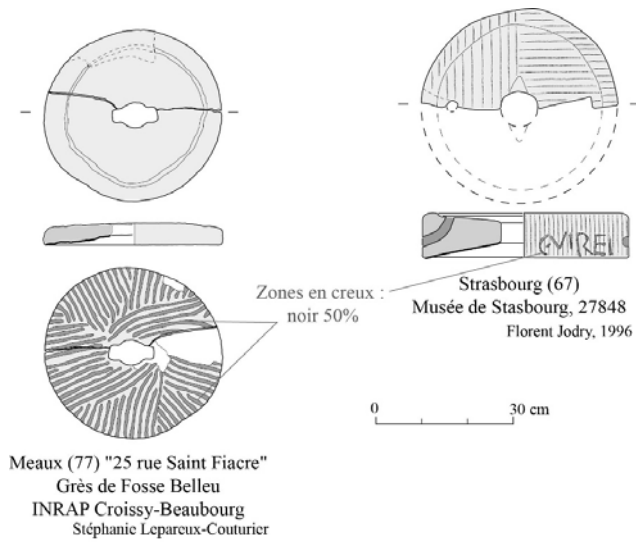 CVIREI
Zones en creux :
noir 50%
Strasbourg (67)
Musée de Stasbourg, 27848
Florent Jodry, 1996
0 30 cm
Meaux (77) "25 rue Saint Fiacre"
Grès de Fosse Belleu
INRAP Croissy-Beaubourg
Stéphanie Lepareux-Couturier